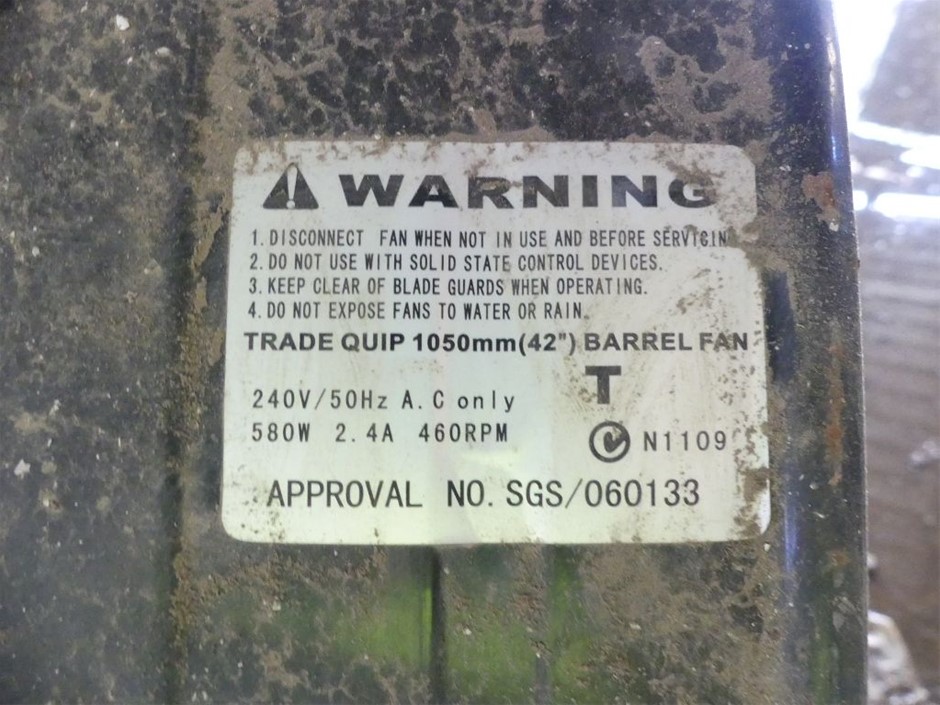 WARNING
1. DISCONNECT FAN WHEN NOT IN USE AND BEFORE SERVICIN
2. DO NOT USE WITH SOLID STATE CONTROL DEVICES.
3. KEEP CLEAR OF BLADE GUARDS WHEN OPERATING.
4. DO NOT EXPOSE FANS TO WATER OR RAIN.
TRADE QUIP 1050mm(42") BARREL FAN
T
240V/50Hz A.C only
580W 2.4A 460RPM
N1109
APPROVAL NO. SGS/060133